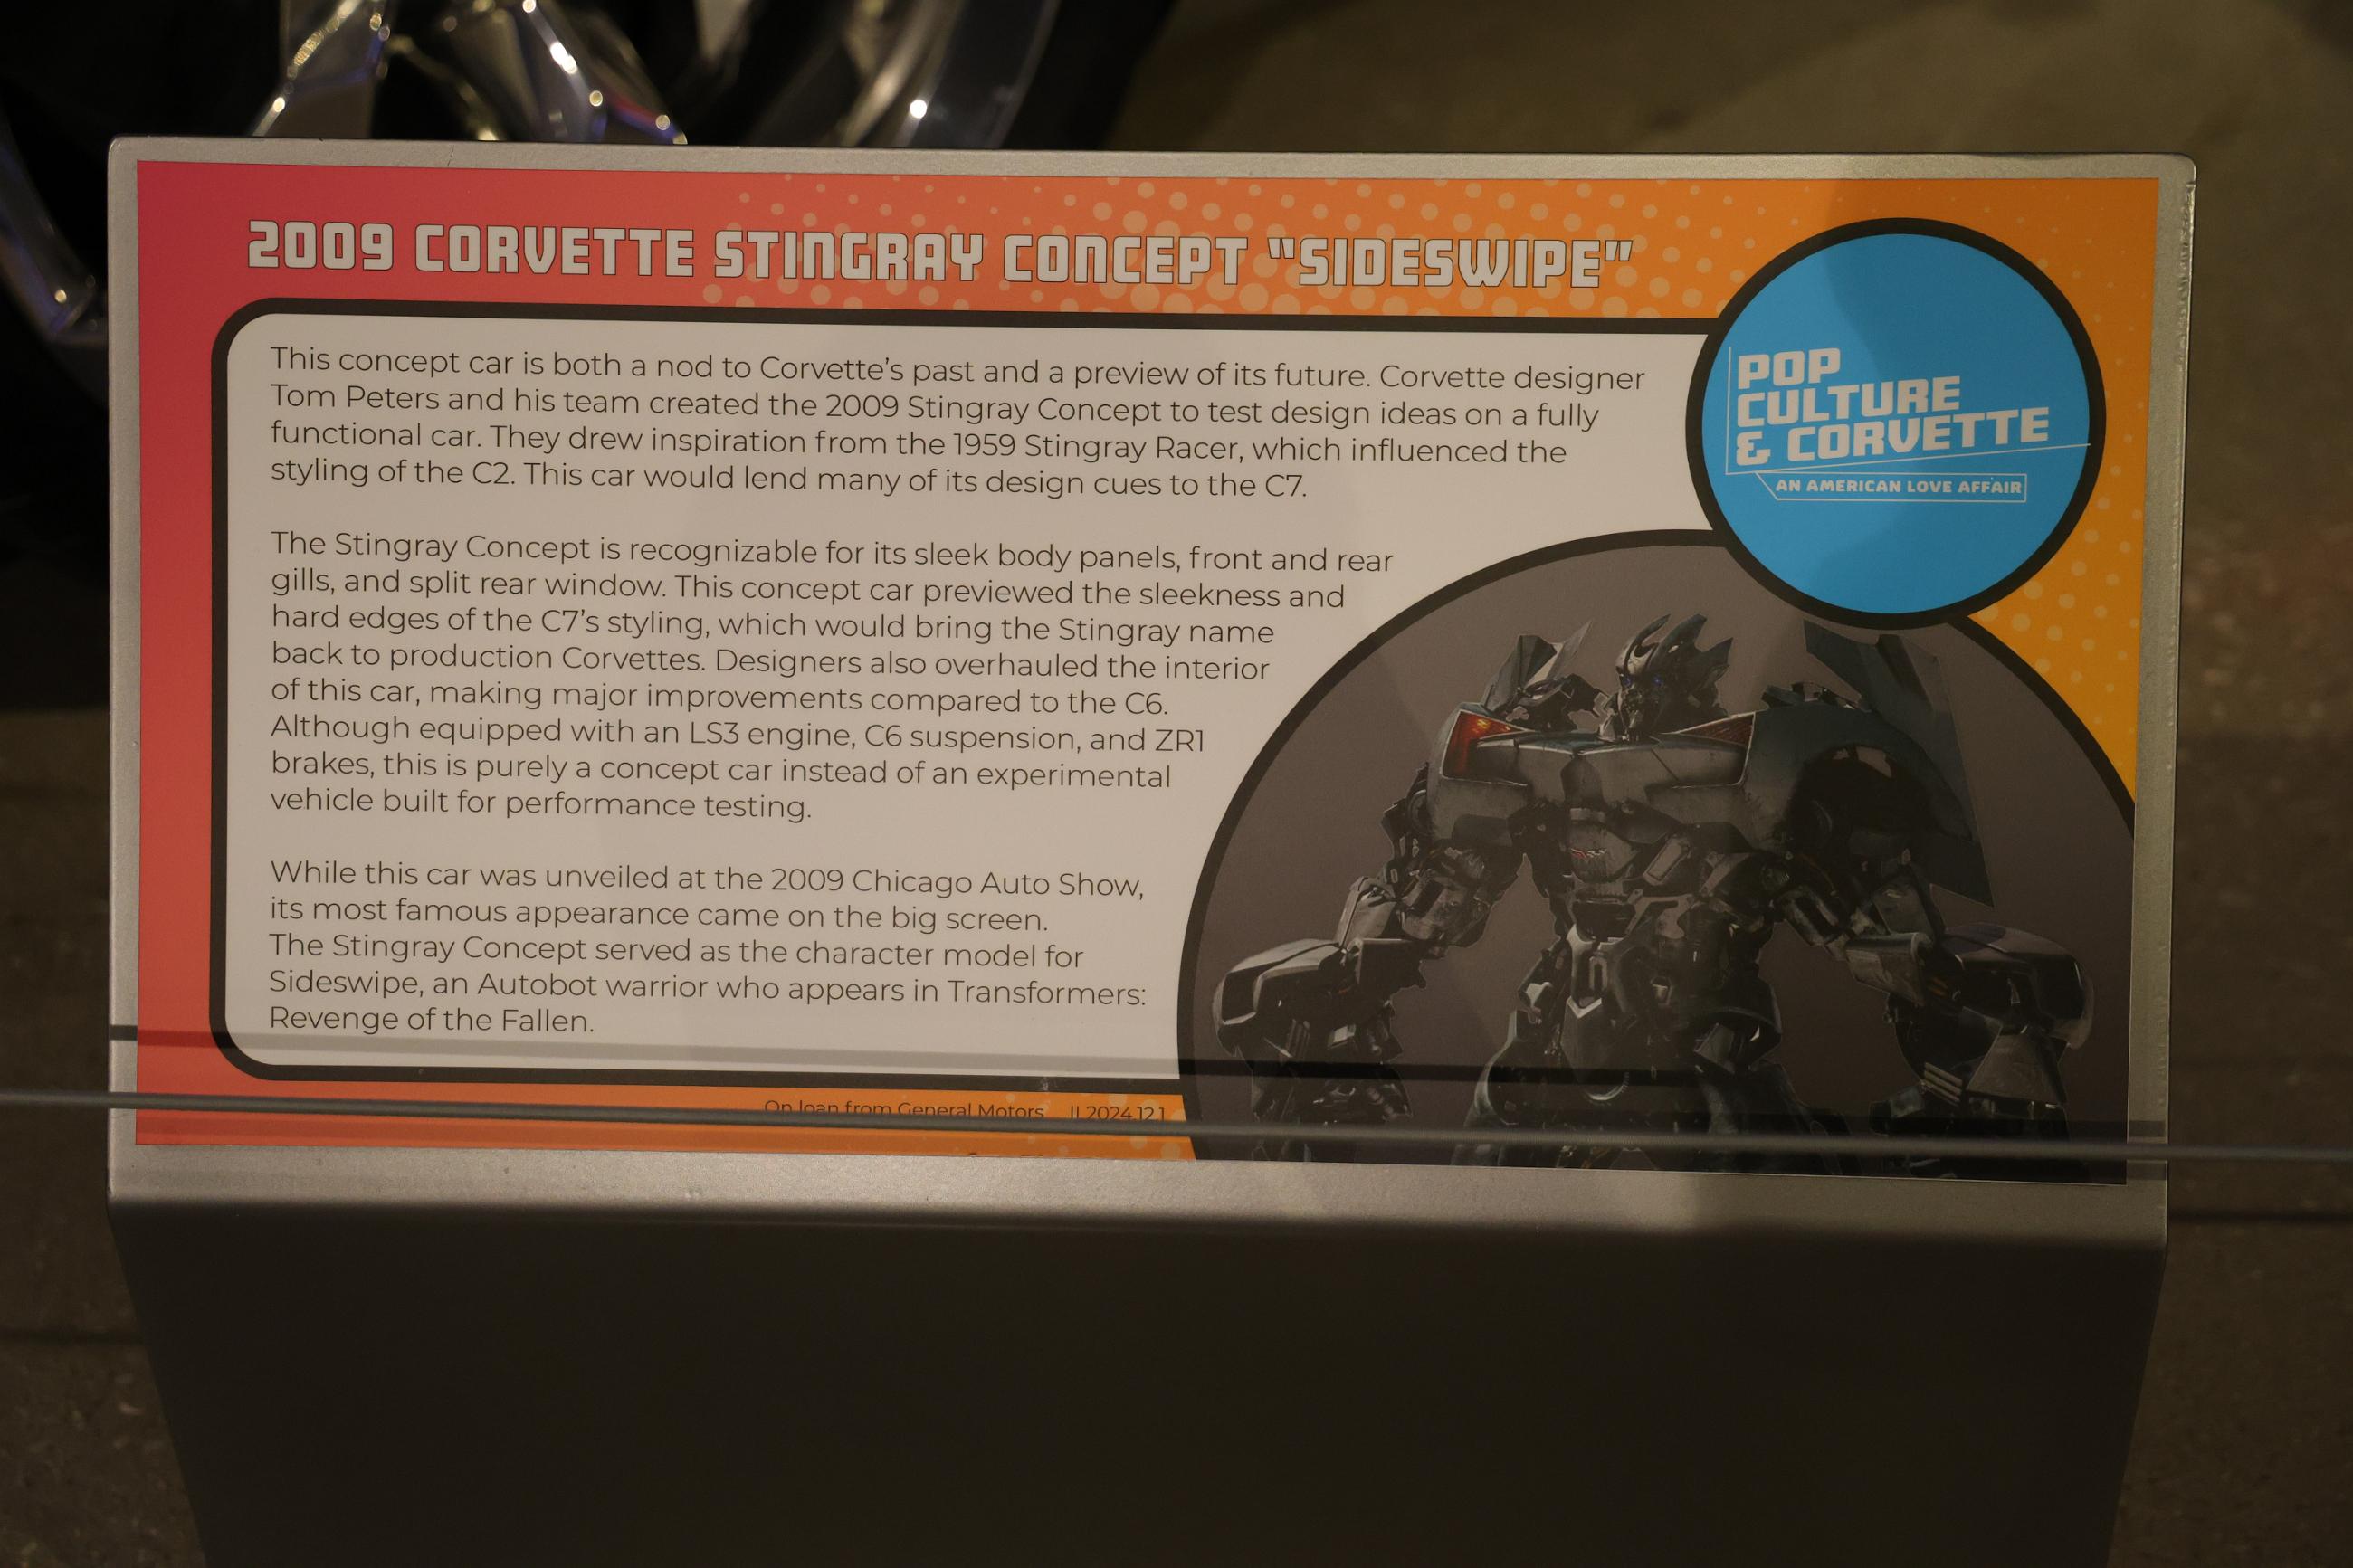 2009 CORVETTE STINGRAY CONCEPT "SIDESWIPE"
This concept car is both a nod to Corvette's past and a preview of its future. Corvette designer
Tom Peters and his team created the 2009 Stingray Concept to test design ideas on a fully
functional car. They drew inspiration from the 1959 Stingray Racer, which influenced the
styling of the C2. This car would lend many of its design cues to the C7.
The Stingray Concept is recognizable for its sleek body panels, front and rear
gills, and split rear window. This concept car previewed the sleekness and
hard edges of the C7's styling, which would bring the Stingray name
back to production Corvettes. Designers also overhauled the interior
of this car, making major improvements compared to the C6.
Although equipped with an LS3 engine, C6 suspension, and ZR1
brakes, this is purely a concept car instead of an experimental
vehicle built for performance testing.
While this car was unveiled at the 2009 Chicago Auto Show,
its most famous appearance came on the big screen.
The Stingray Concept served as the character model for
Sideswipe, an Autobot warrior who appears in Transformers:
Revenge of the Fallen.
POP
CULTURE
& CORVETTE
AN AMERICAN LOVE AFFAIR
On loan from General Motors IL2024.12.1